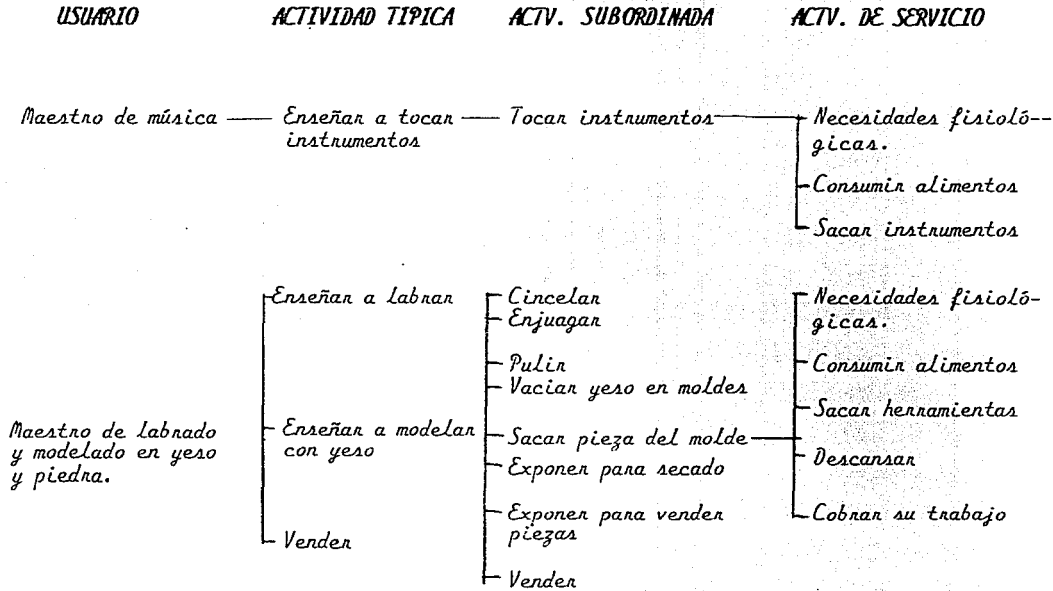 USUARIO ACTIVIDAD TIPICA ACTV. SUBORDINADA ACTV. DE SERVICIO
Maestro de música Enseñar a tocar Tocar instrumentos Necesidades fisioló--
instrumentos gicas.
Consumir alimentos
Sacar instrumentos
Enseñar a labrar Cincelar Necesidades fisioló-
Enjuagar gicas.
Pulir Consumir alimentos
Vaciar yeso en moldes
Sacar herramientas
Maestro de labrado Enseñar a modelar Sacar pieza del molde
y modelado en yeso con yeso Exponer para secado Descansar
y piedra.
Exponer para vender Cobrar su trabajo
piezas
Vender
Vender